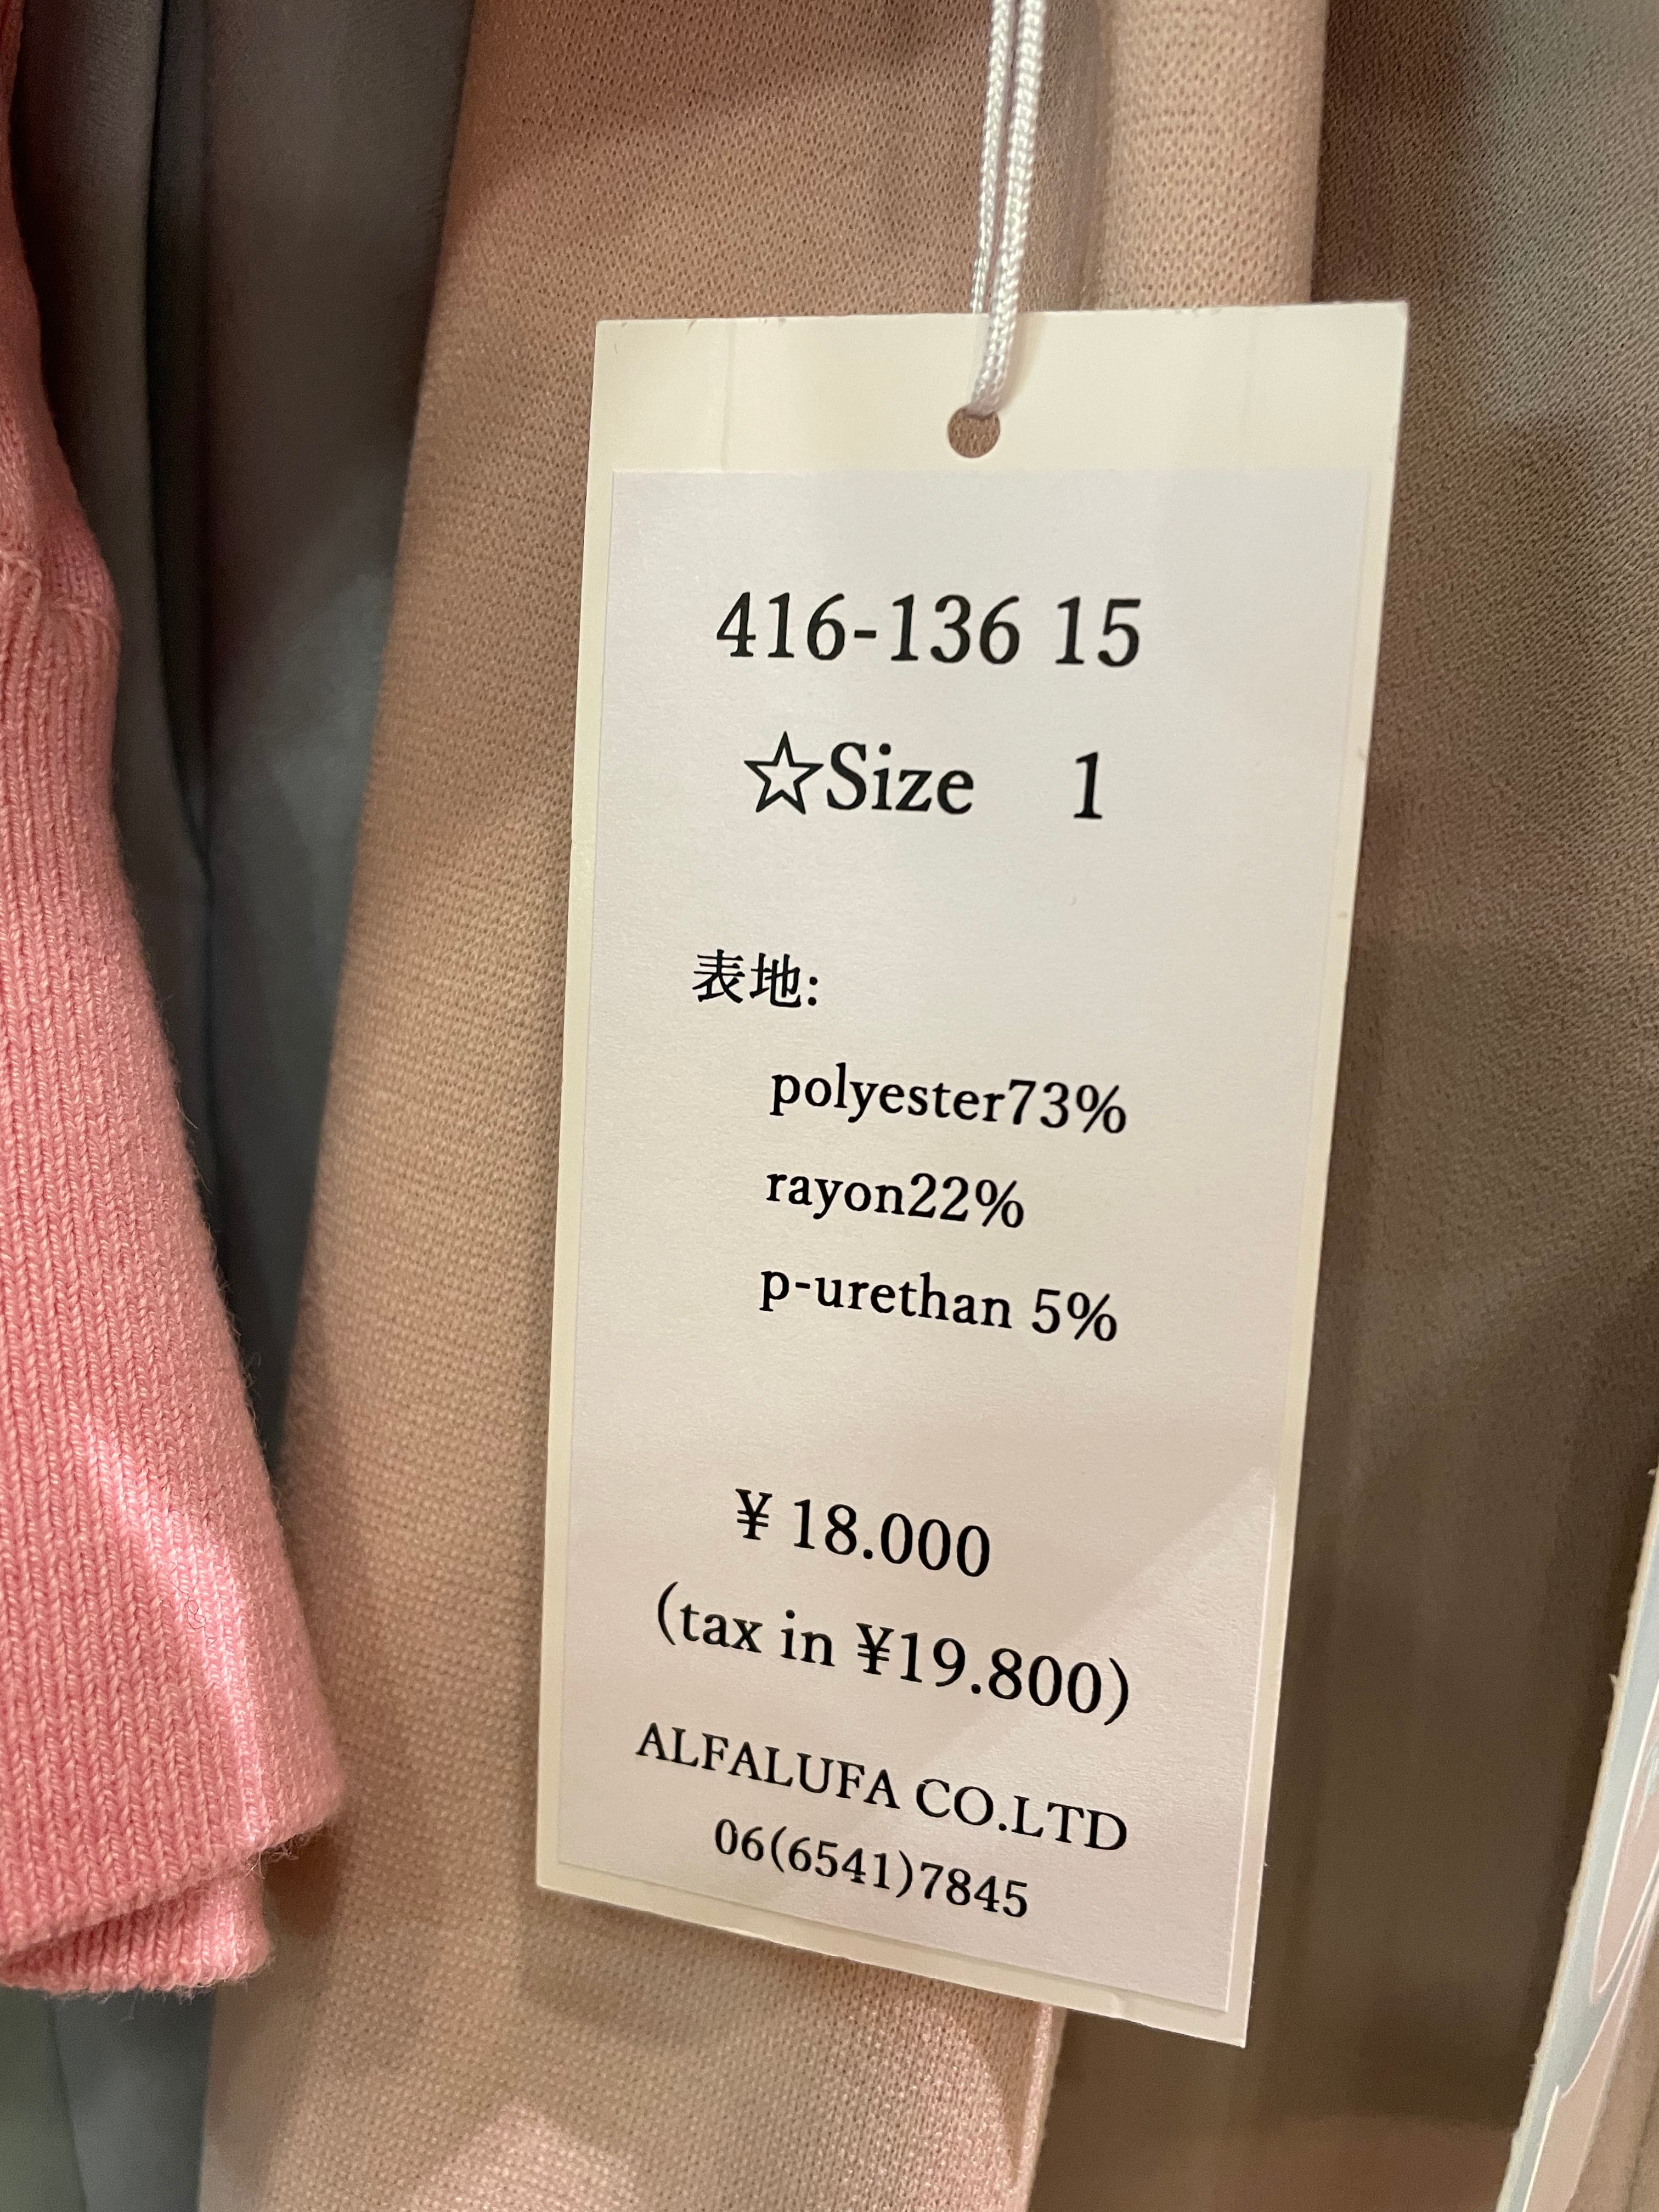 416-136 15
☆Size 1
表地:
polyester73%
rayon22%
p-urethan 5%
¥ 18.000
(tax in ¥19.800)
ALFALUFA CO.LTD
06(6541)7845